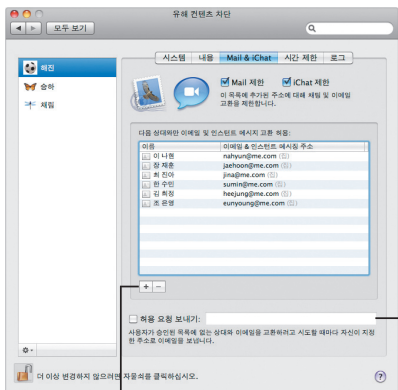 유해 컨텐츠 차단
모두 보기
시스템 내용 Mail & iChat 시간 제한 로그
해진
승하
채림
Mail 제한 iChat 제한
이 목록에 추가된 주소에 대해 채팅 및 이메일
교환을 제한합니다.
다음 상대와만 이메일 및 인스턴트 메시지 교환 허용:
이름 이메일 & 인스턴트 메시징 주소
이 나현 nahyun@me.com (집)
장 재훈 jaehoon@me.com (집)
최 진아 jina@me.com (집)
한 수민 sumin@me.com (집)
김 희정 heejung@me.com (집)
조 은영 eunyoung@me.com (집)
허용 요청 보내기:
사용자가 승인된 목록에 없는 상대와 이메일을 교환하려고 시도할 때마다 자신이 지정
한 주소로 이메일을 보냅니다.
더 이상 변경하지 않으려면 자물쇠를 클릭하십시오.